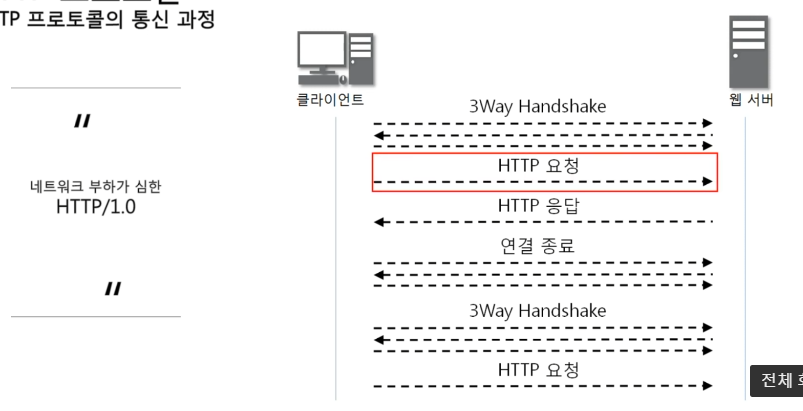 TP 프로토콜의 통신 과정
"
네트워크 부하가 심한
HTTP/1.0
"
클라이언트
웹 서버
3Way Handshake
HTTP 요청
HTTP 응답
연결 종료
3Way Handshake
HTTP 요청
전체